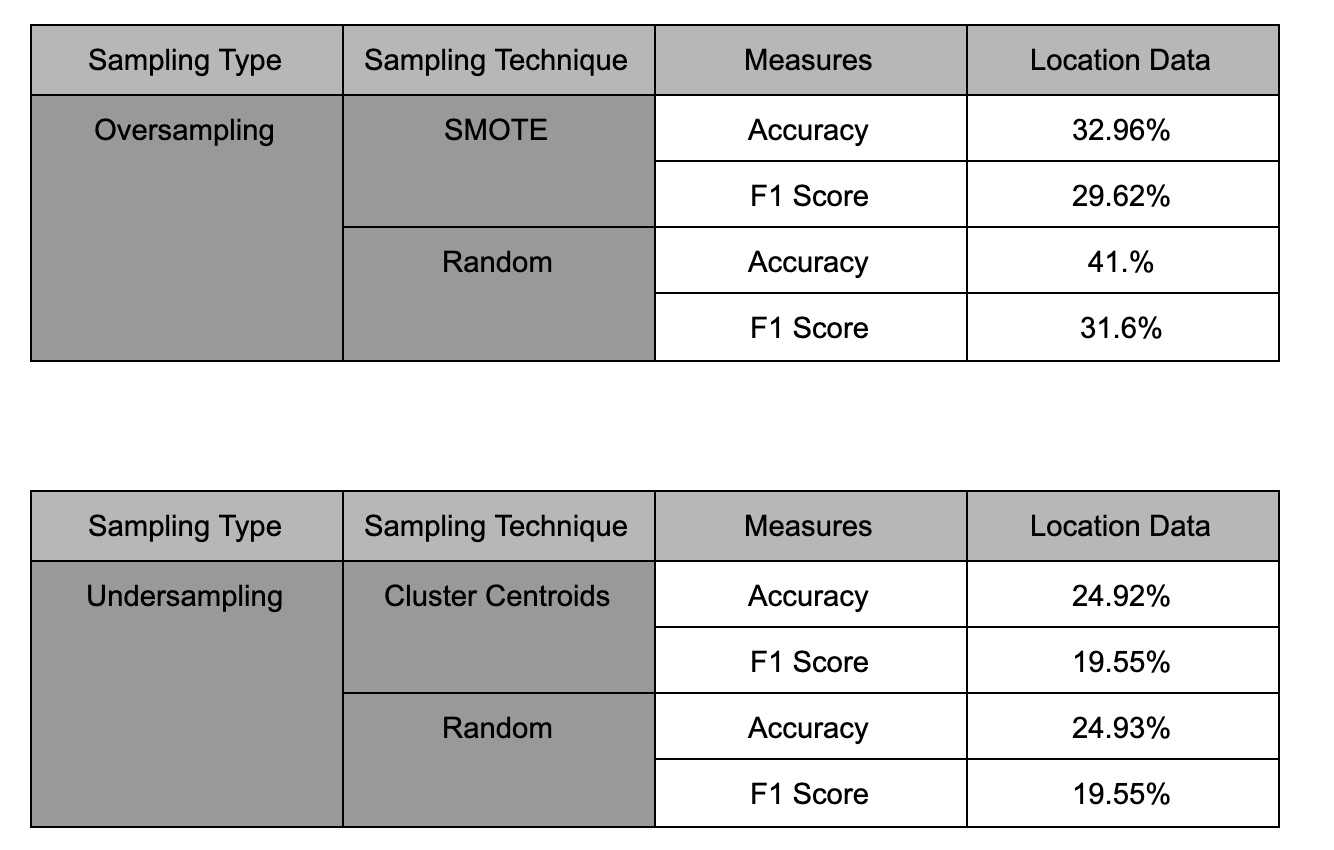 Sampling Type Sampling Technique Measures Location Data
Oversampling SMOTE Accuracy 32.96%
F1 Score 29.62%
Random Accuracy 41.%
F1 Score 31.6%
Sampling Type Sampling Technique Measures Location Data
Undersampling Cluster Centroids Accuracy 24.92%
F1 Score 19.55%
Random Accuracy 24.93%
F1 Score 19.55%